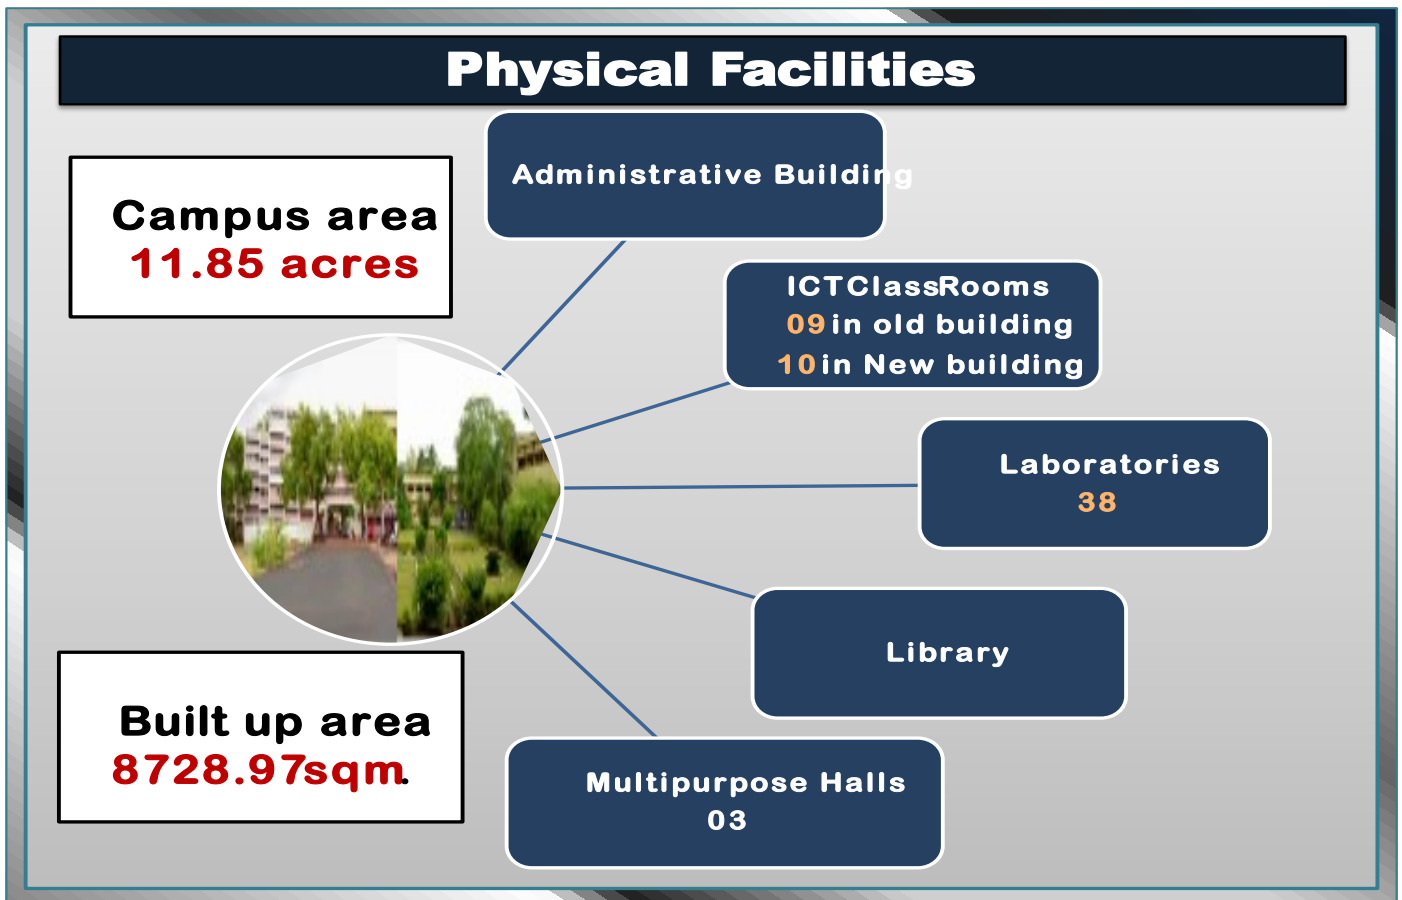 Physical Facilities
Administrative Building
Campus area
11.85 acres
ICTClassRooms
09 in old building
10 in New building
Laboratories
38
Library
Built up area
8728.97sqm.
Multipurpose Halls
03